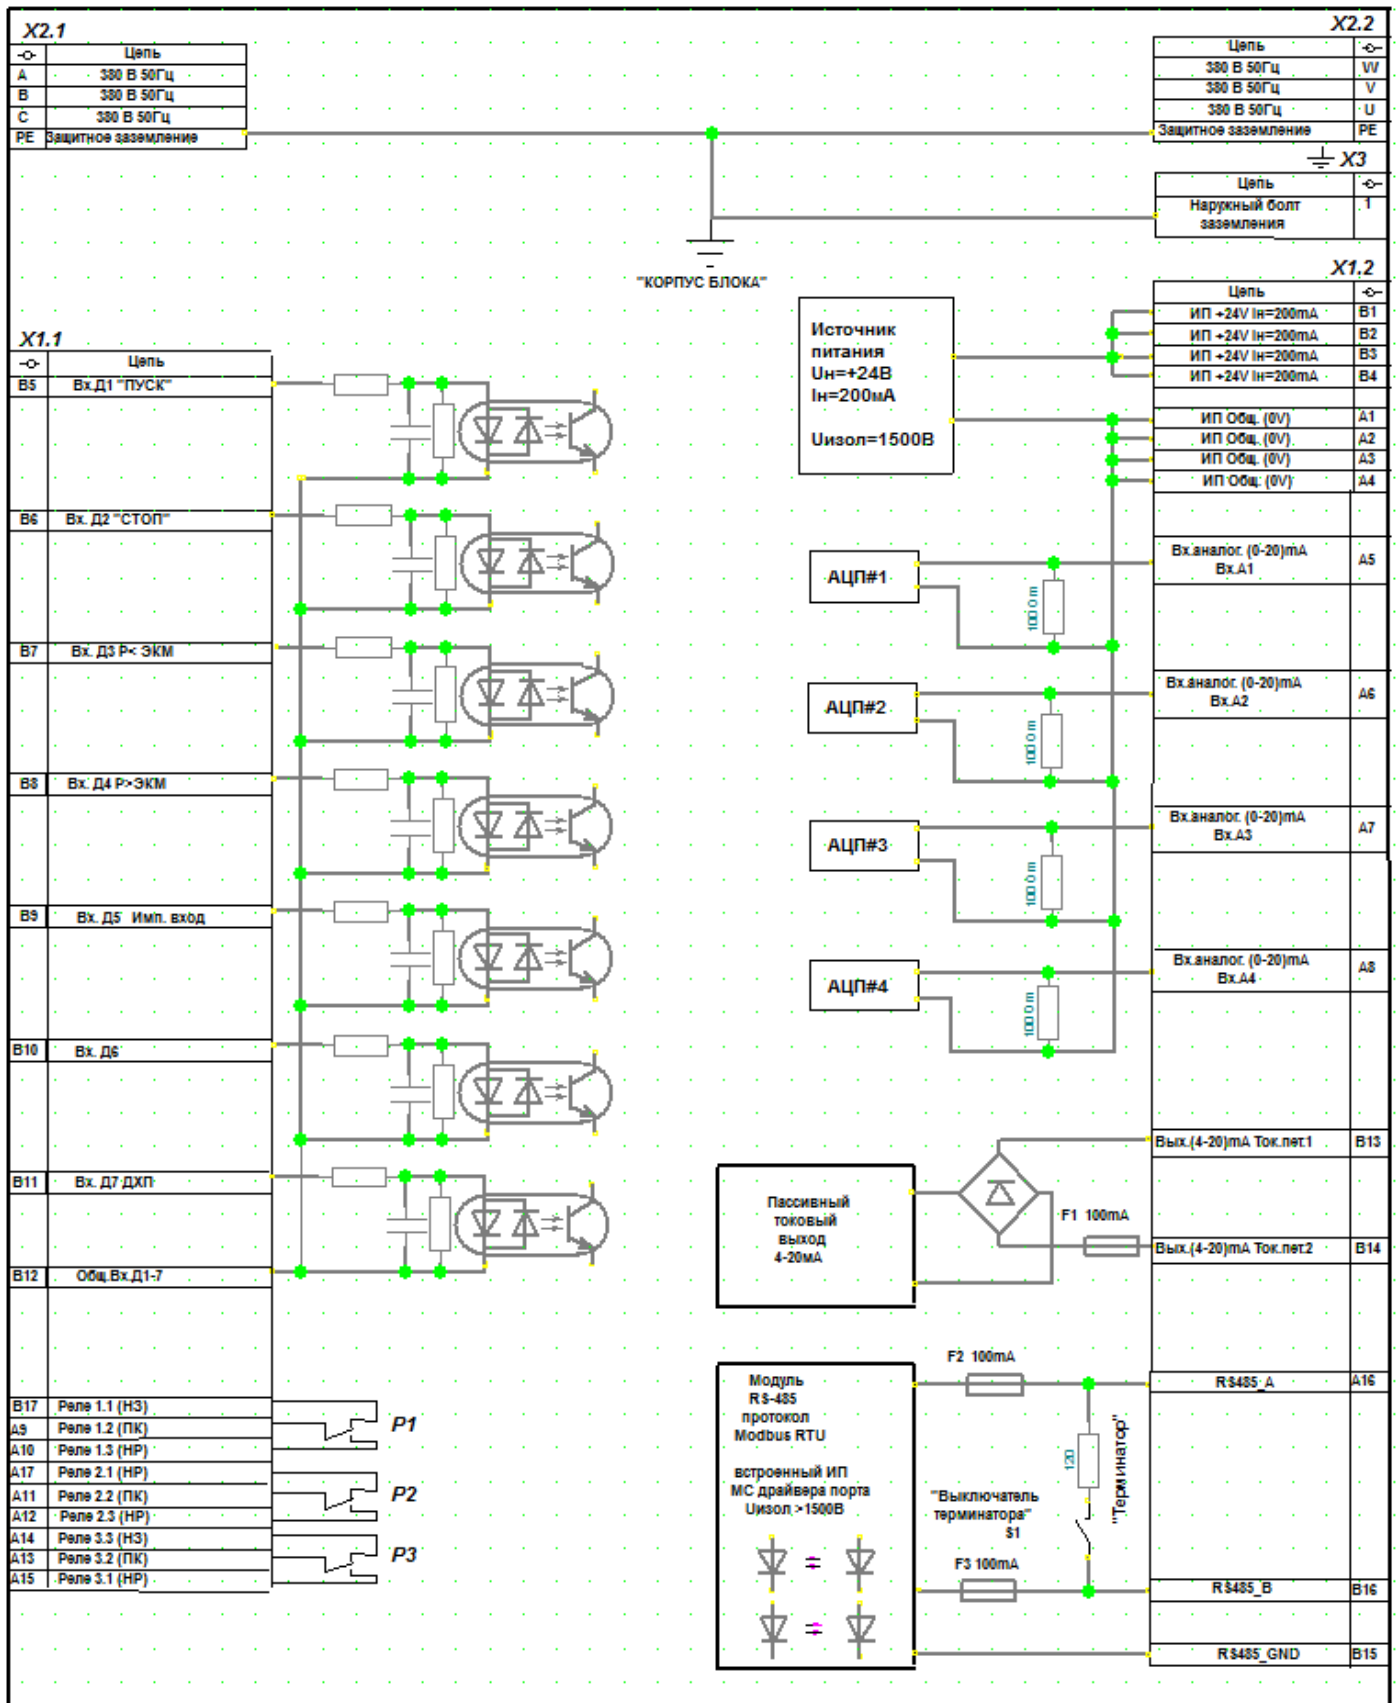 X2.1
Цепь
A 380 В 50Гц
B 380 В 50Гц
C 380 В 50Гц
PE Защитное заземление
X2.2
Цепь
380 В 50Гц W
380 В 50Гц V
380 В 50Гц U
Защитное заземление PE
X3
Цепь
Наружный болт 1
заземления
"КОРПУС БЛОКА"
X1.1
Цепь
B5 Вх.Д1 "ПУСК"
B6 Вх. Д2 "СТОП"
B7 Вх. Д3 Р< ЭКМ
B8 Вх. Д4 Р>ЭКМ
B9 Вх. Д5 Имп. вход
B10 Вх. Д6
B11 Вх. Д7 ДХП
B12 Общ.Вх.Д1-7
B17 Реле 1.1 (НЗ)
A9 Реле 1.2 (ПК)
A10 Реле 1.3 (НР)
P1
A17 Реле 2.1 (НР)
A11 Реле 2.2 (ПК)
A12 Реле 2.3 (НР)
P2
A14 Реле 3.3 (НЗ)
A13 Реле 3.2 (ПК)
A15 Реле 3.1 (НР)
P3
Источник
питания
Uн=+24В
Iн=200мА
Uизол=1500В
X1.2
Цепь
ИП +24V Iн=200mA B1
ИП +24V Iн=200mA B2
ИП +24V Iн=200mA B3
ИП +24V Iн=200mA B4
ИП Общ. (0V) A1
ИП Общ. (0V) A2
ИП Общ. (0V) A3
ИП Общ. (0V) A4
АЦП#1
100 0 m
Вх.аналог. (0-20)mA A5
Вх.A1
АЦП#2
100 0 m
Вх.аналог. (0-20)mA A6
Вх.A2
АЦП#3
100 0 m
Вх.аналог. (0-20)mA A7
Вх.A3
АЦП#4
100 0 m
Вх.аналог. (0-20)mA A8
Вх.A4
Пассивный
токовый
выход
4-20мА
F1 100mA
Вых.(4-20)mA Ток.пет.1 B13
Вых.(4-20)mA Ток.пет.2 B14
Модуль
RS-485
протокол
Modbus RTU
встроенный ИП
МС драйвера порта
Uизол >1500В
F2 100mA
120
"Терминатор"
"Выключатель
терминатора"
S1
F3 100mA
RS485_A A16
RS485_B B16
RS485_GND B15